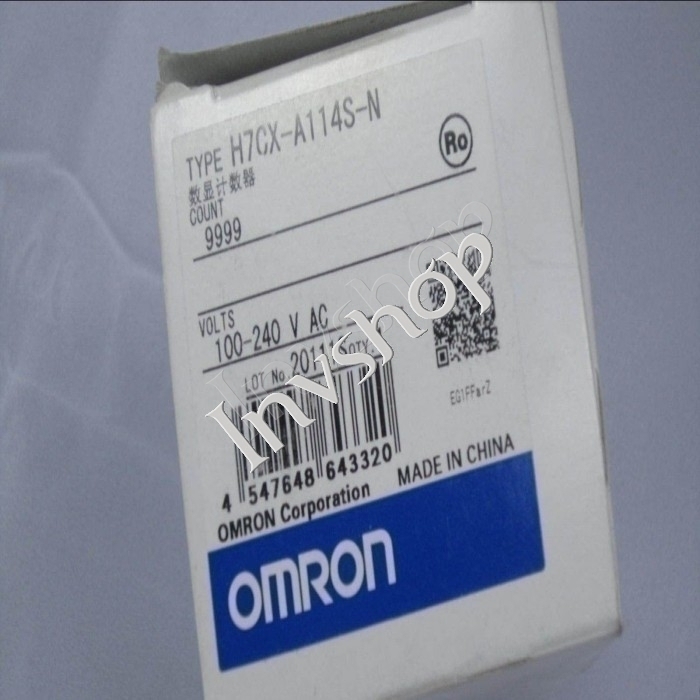 TYPE H7CX-A114S-N
Ro
数显计数器
COUNT
9999
VOLTS
100-240 V AC
LOT No.
QTY.
EG1FFarZ
4 547648 643320
MADE IN CHINA
OMRON Corporation
OMRON
Invshop